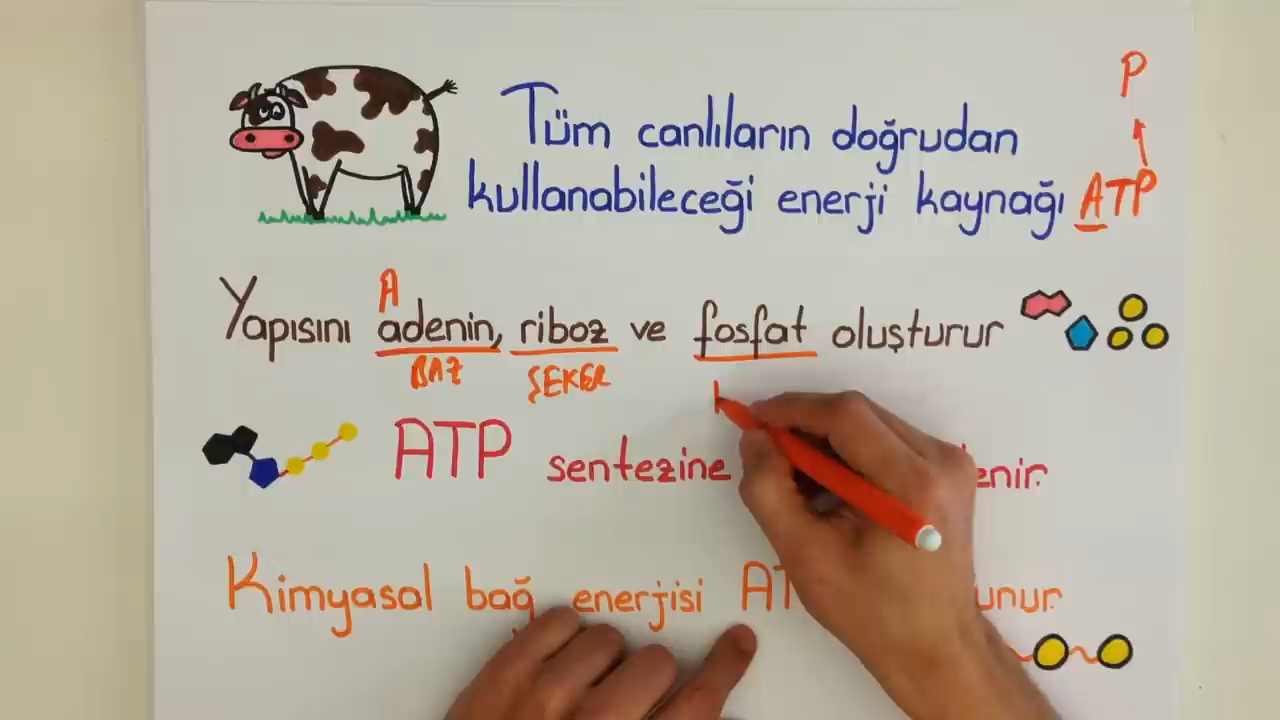 P
Tüm canlıların doğrudan
kullanabileceği enerji kaynağı ATP
A
Yapısını adenin, riboz ve fosfat oluşturur
BAZ ŞEKER
ATP sentezine
Kimyasal bağ enerjisi